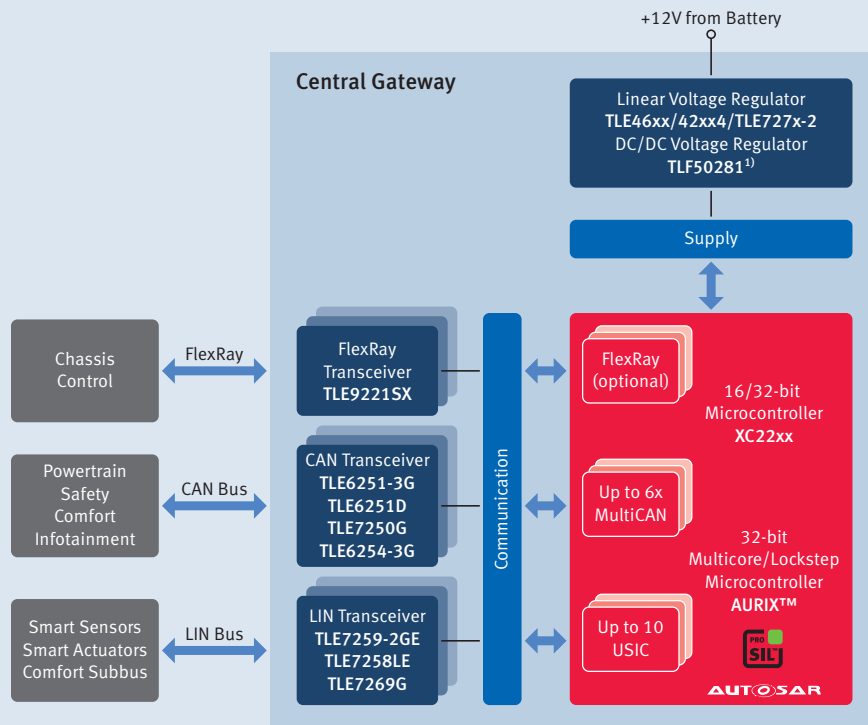 +12V from Battery
Central Gateway
Linear Voltage Regulator
TLE46xx/42xx4/TLE727x-2
DC/DC Voltage Regulator
TLF50281¹⁾
Supply
Chassis
Control
FlexRay
FlexRay
Transceiver
TLE9221SX
FlexRay
(optional)
16/32-bit
Microcontroller
XC22xx
Powertrain
Safety
Comfort
Infotainment
CAN Bus
CAN Transceiver
TLE6251-3G
TLE6251D
TLE7250G
TLE6254-3G
Communication
Up to 6x
MultiCAN
32-bit
Multicore/Lockstep
Microcontroller
AURIX™
Smart Sensors
Smart Actuators
Comfort Subbus
LIN Bus
LIN Transceiver
TLE7259-2GE
TLE7258LE
TLE7269G
Up to 10
USIC
PRO
SIL™
AUTOSAR